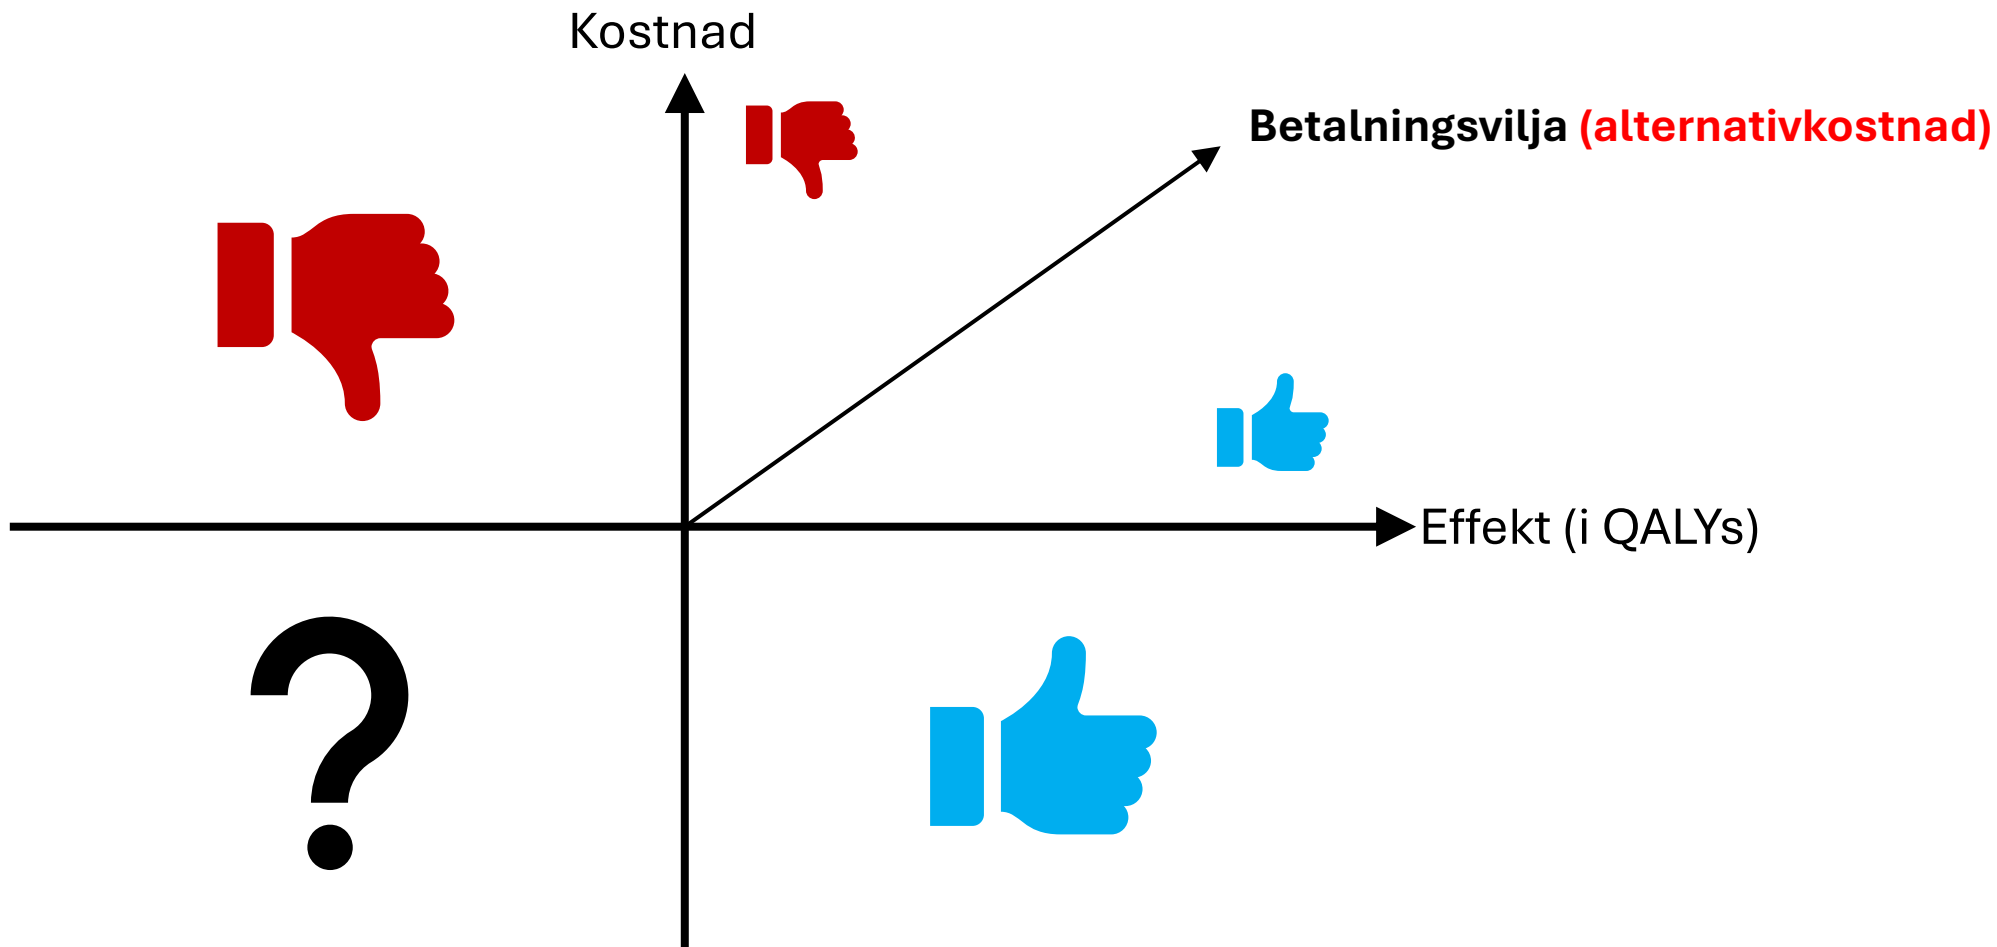 Kostnad
Betalningsvilja (alternativkostnad)
Effekt (i QALYs)
?